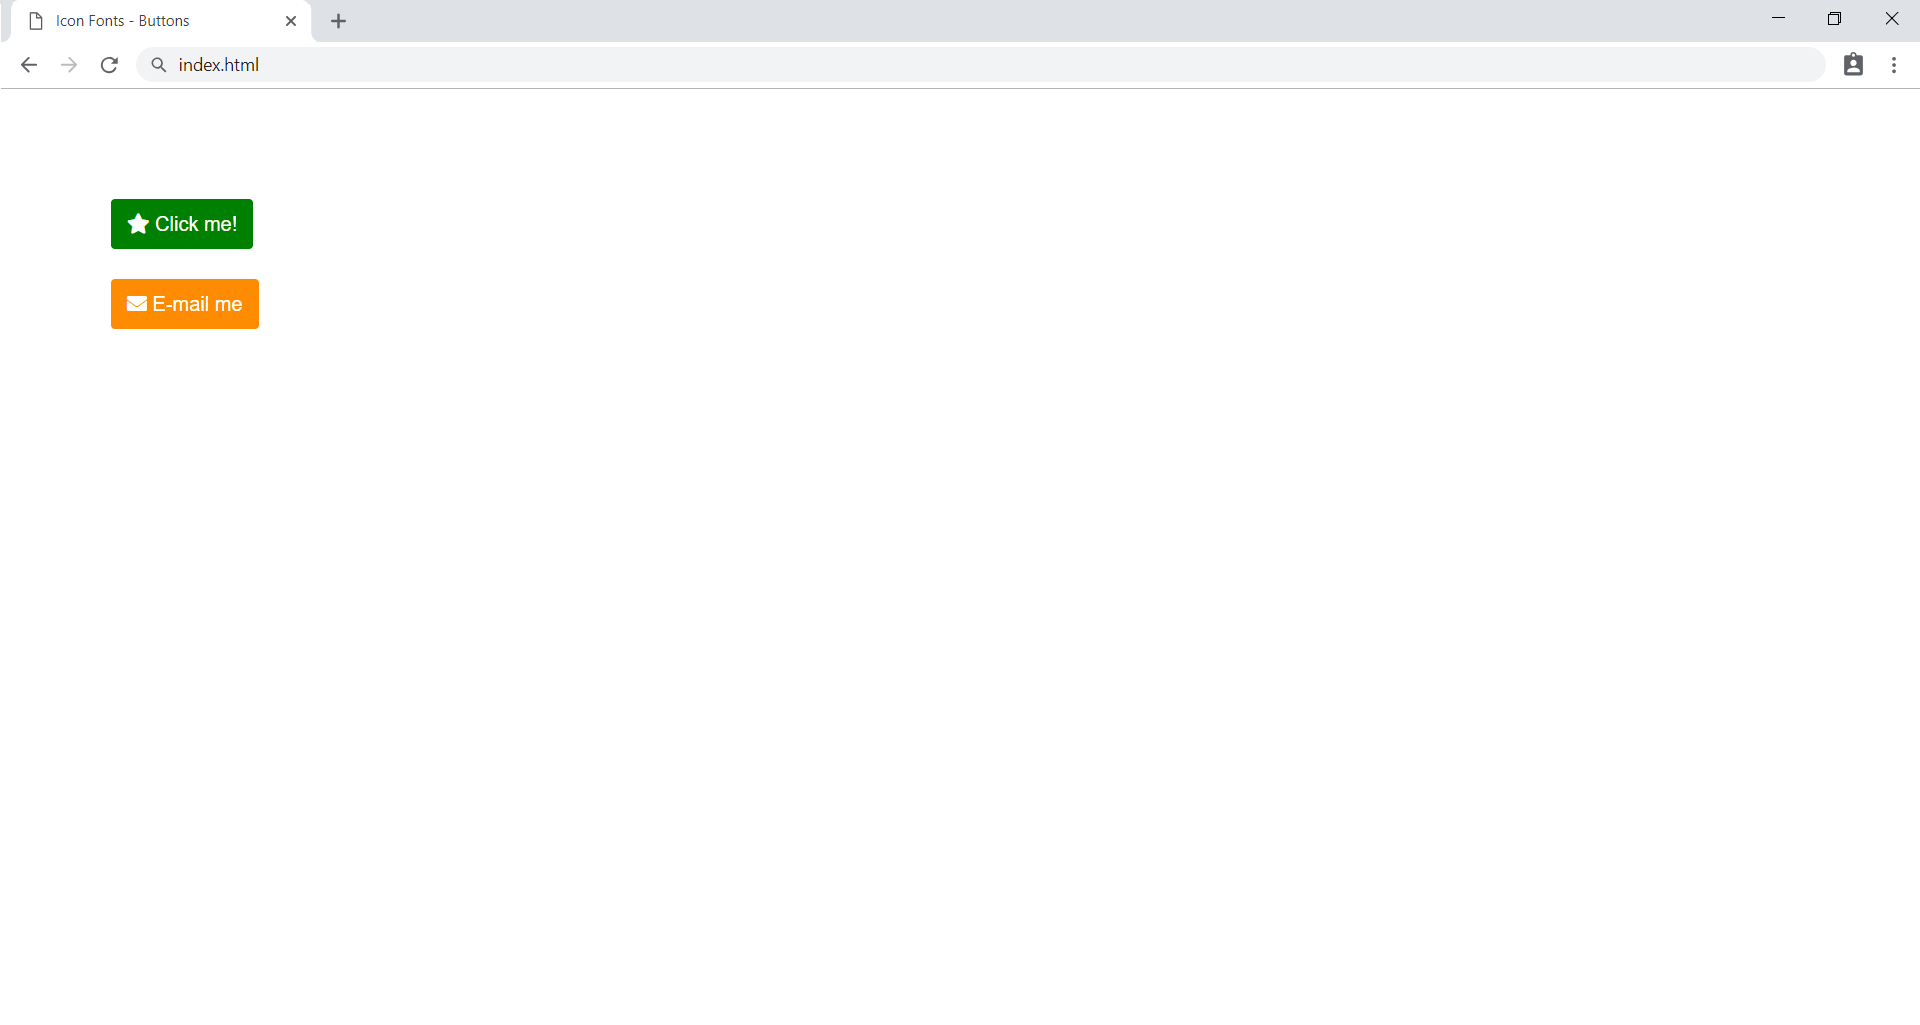 Icon Fonts - Buttons
index.html
Click me!
E-mail me